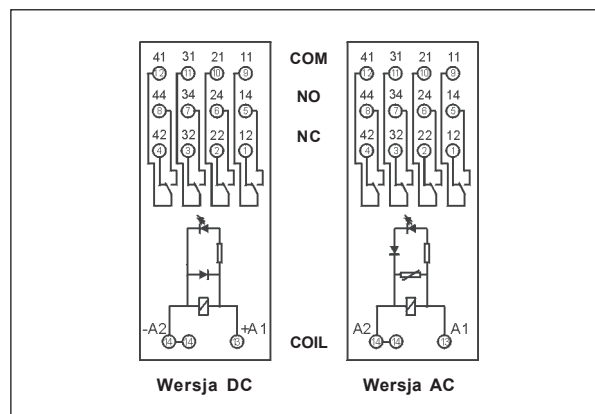 41 31 21 11 COM 41 31 21 11
12 11 10 9 12 11 10 9
44 34 24 14 NO 44 34 24 14
8 7 6 5 8 7 6 5
42 32 22 12 NC 42 32 22 12
4 3 2 1 4 3 2 1
-A2 +A1 A2 A1
14 14 13 COIL 14 14 13
Wersja DC Wersja AC